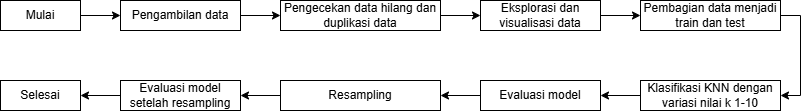 Mulai
Pengambilan data
Pengecekan data hilang dan
duplikasi data
Eksplorasi dan
visualisasi data
Pembagian data menjadi
train dan test
Klasifikasi KNN dengan
variasi nilai k 1-10
Evaluasi model
Resampling
Evaluasi model
setelah resampling
Selesai